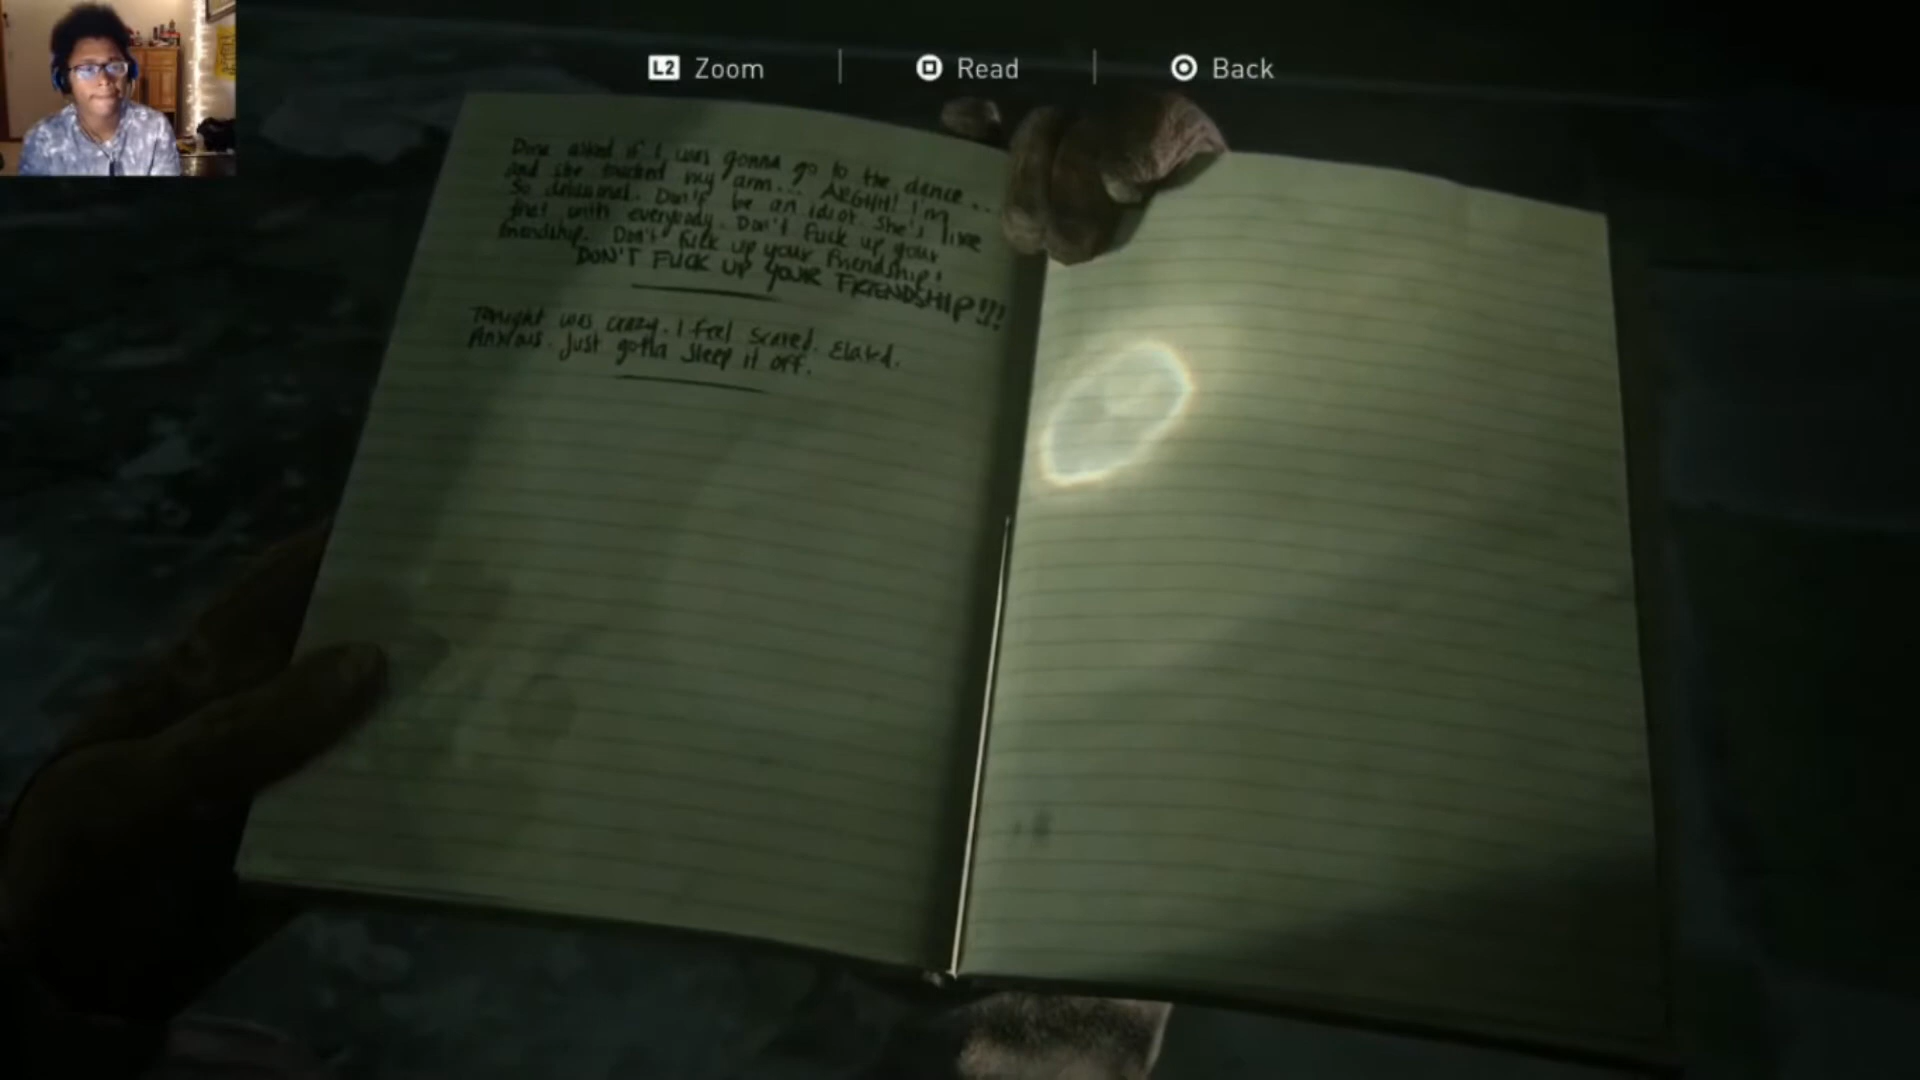 L2 Zoom | Read | Back
Dina asked if I was gonna go to the dance...
and she touched my arm... ARGHH! I'm
so delusional. Don't be an idiot. She's like
that with everybody. Don't fuck up your
friendship. Don't fuck up your friendship!
DON'T FUCK UP YOUR FRIENDSHIP!!!
Tonight was crazy. I feel scared. Elated.
Anxious. Just gotta sleep it off.